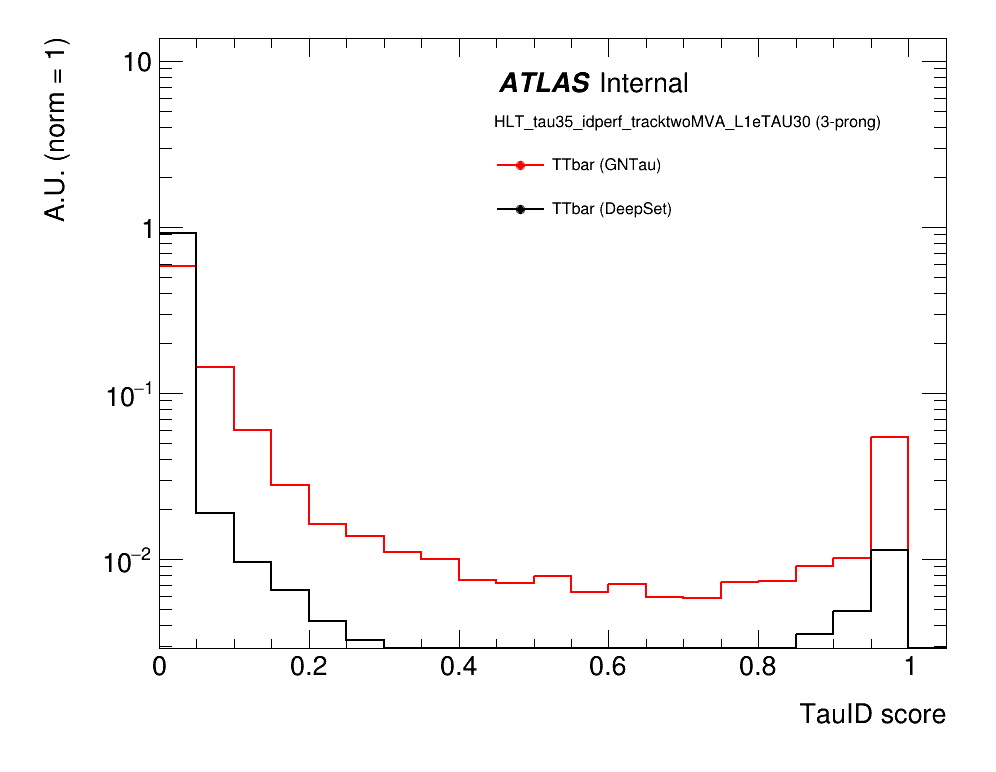 A.U. (norm = 1)
10
1
10⁻¹
10⁻²
ATLAS Internal
HLT_tau35_idperf_tracktwoMVA_L1eTAU30 (3-prong)
TTbar (GNTau)
TTbar (DeepSet)
0 0.2 0.4 0.6 0.8 1
TauID score